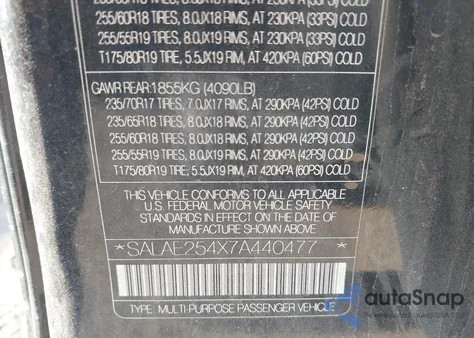 255/60R18 TIRES, 8.0JX18 RIMS, AT 230KPA (33PSI) COLD
255/55R19 TIRES, 8.0JX19 RIMS, AT 230KPA (33PSI) COLD
T175/80R19 TIRE, 5.5JX19 RIM, AT 420KPA (60PSI) COLD
GAWR REAR:1855KG (4090LB)
235/70R17 TIRES, 7.0JX17 RIMS, AT 290KPA (42PSI) COLD
235/65R18 TIRES, 8.0JX18 RIMS, AT 290KPA (42PSI) COLD
255/60R18 TIRES, 8.0JX18 RIMS, AT 290KPA (42PSI) COLD
255/55R19 TIRES, 8.0JX19 RIMS, AT 290KPA (42PSI) COLD
T175/80R19 TIRE, 5.5JX19 RIM, AT 420KPA (60PSI) COLD
THIS VEHICLE CONFORMS TO ALL APPLICABLE
U.S. FEDERAL MOTOR VEHICLE SAFETY
STANDARDS IN EFFECT ON THE DATE OF
MANUFACTURE SHOWN ABOVE
*SALAE254X7A440477*
TYPE: MULTI-PURPOSE PASSENGER VEHICLE
autoSnap